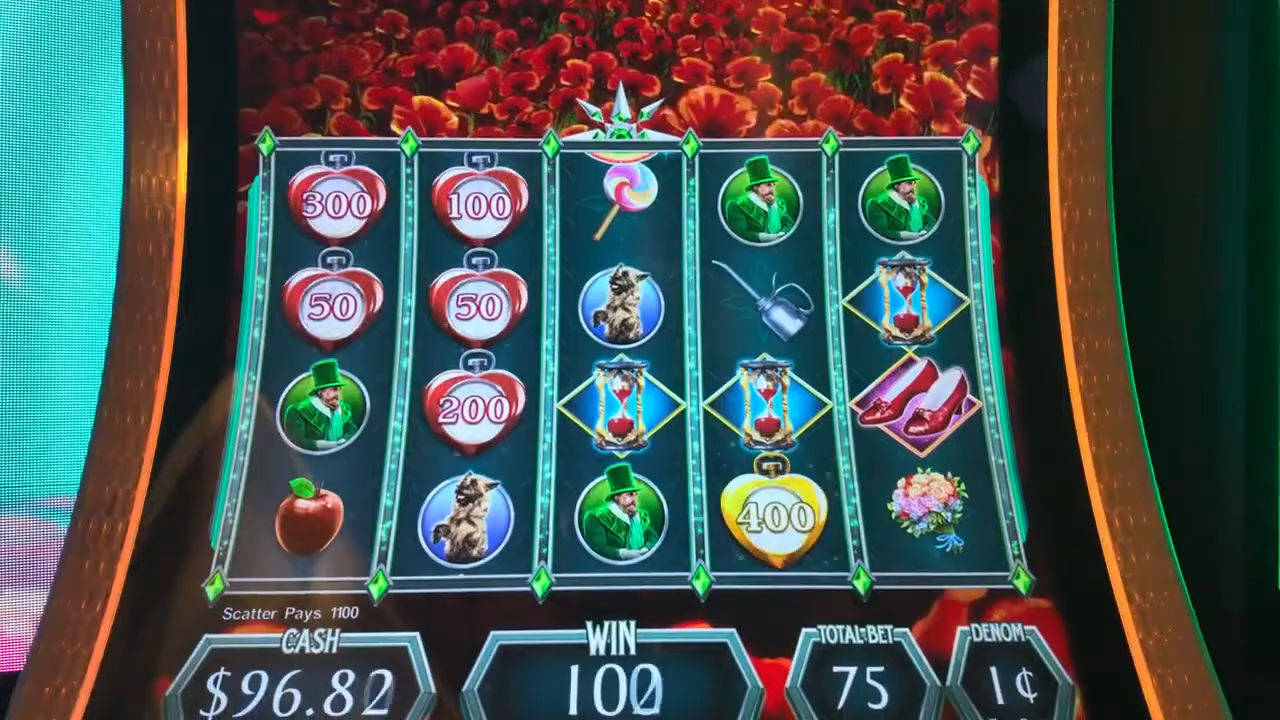 300 100
50 50
200
400
Scatter Pays 1100
CASH WIN TOTAL BET DENOM
$96.82 100 75 1¢